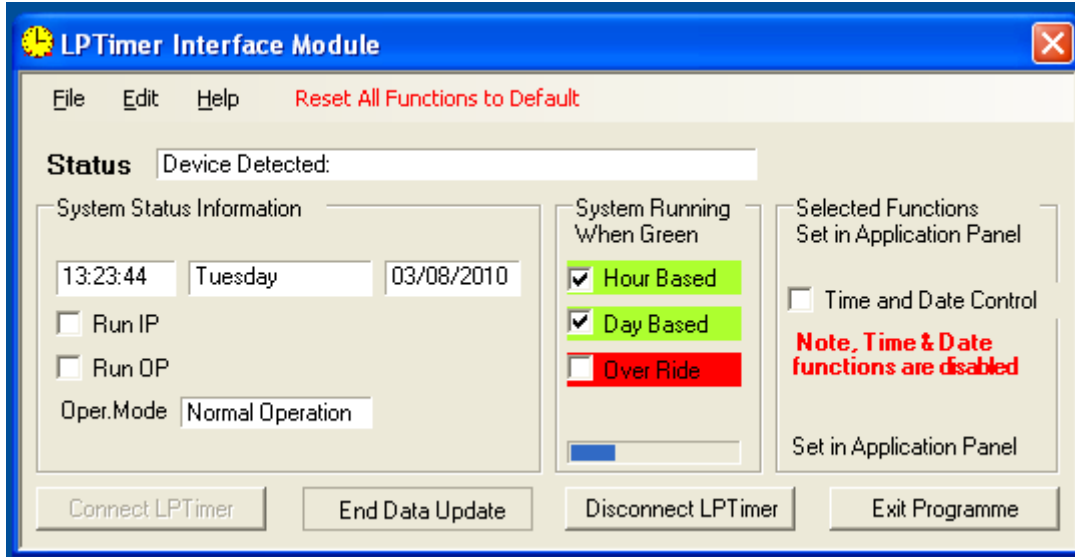 LPTimer Interface Module
File Edit Help Reset All Functions to Default
Status Device Detected:
System Status Information
13:23:44 Tuesday 03/08/2010
Run IP
Run OP
Oper.Mode Normal Operation
System Running
When Green
Hour Based
Day Based
Over Ride
Selected Functions
Set in Application Panel
Time and Date Control
Note, Time & Date
functions are disabled
Set in Application Panel
Connect LPTimer End Data Update Disconnect LPTimer Exit Programme